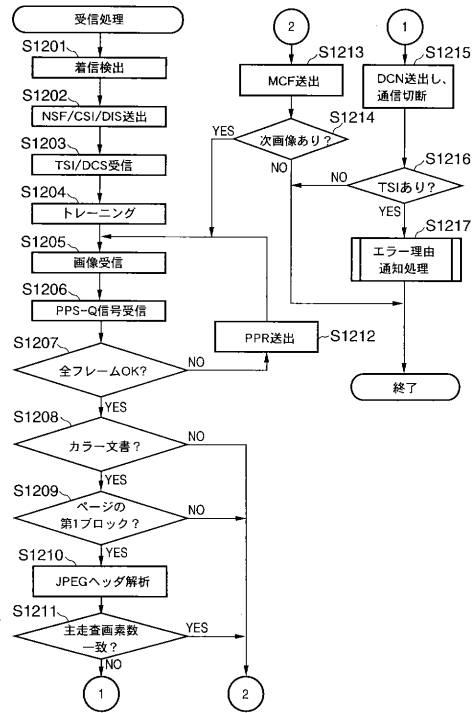 受信処理
S1201
着信検出
S1202
NSF/CSI/DIS送出
S1203
TSI/DCS受信
S1204
トレーニング
S1205
画像受信
S1206
PPS-Q信号受信
S1207
全フレームOK?
NO
YES
S1208
カラー文書?
NO
YES
S1209
ページの
第1ブロック?
NO
YES
S1210
JPEGヘッダ解析
S1211
主走査画素数
一致?
YES
NO
1
2
S1212
PPR送出
2
S1213
MCF送出
S1214
次画像あり?
YES
NO
1
S1215
DCN送出し、
通信切断
S1216
TSIあり?
NO
YES
S1217
エラー理由
通知処理
終了